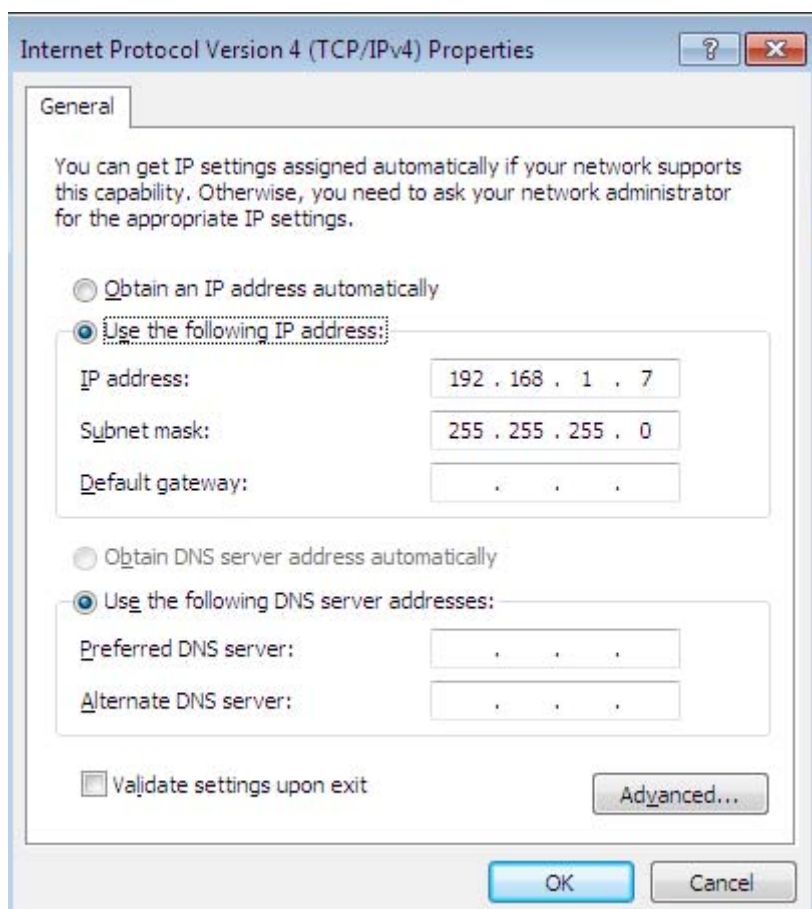 Internet Protocol Version 4 (TCP/IPv4) Properties
?
General
You can get IP settings assigned automatically if your network supports
this capability. Otherwise, you need to ask your network administrator
for the appropriate IP settings.
Obtain an IP address automatically
Use the following IP address:
IP address: 192 . 168 . 1 . 7
Subnet mask: 255 . 255 . 255 . 0
Default gateway: . . .
Obtain DNS server address automatically
Use the following DNS server addresses:
Preferred DNS server: . . .
Alternate DNS server: . . .
Validate settings upon exit
Advanced...
OK Cancel